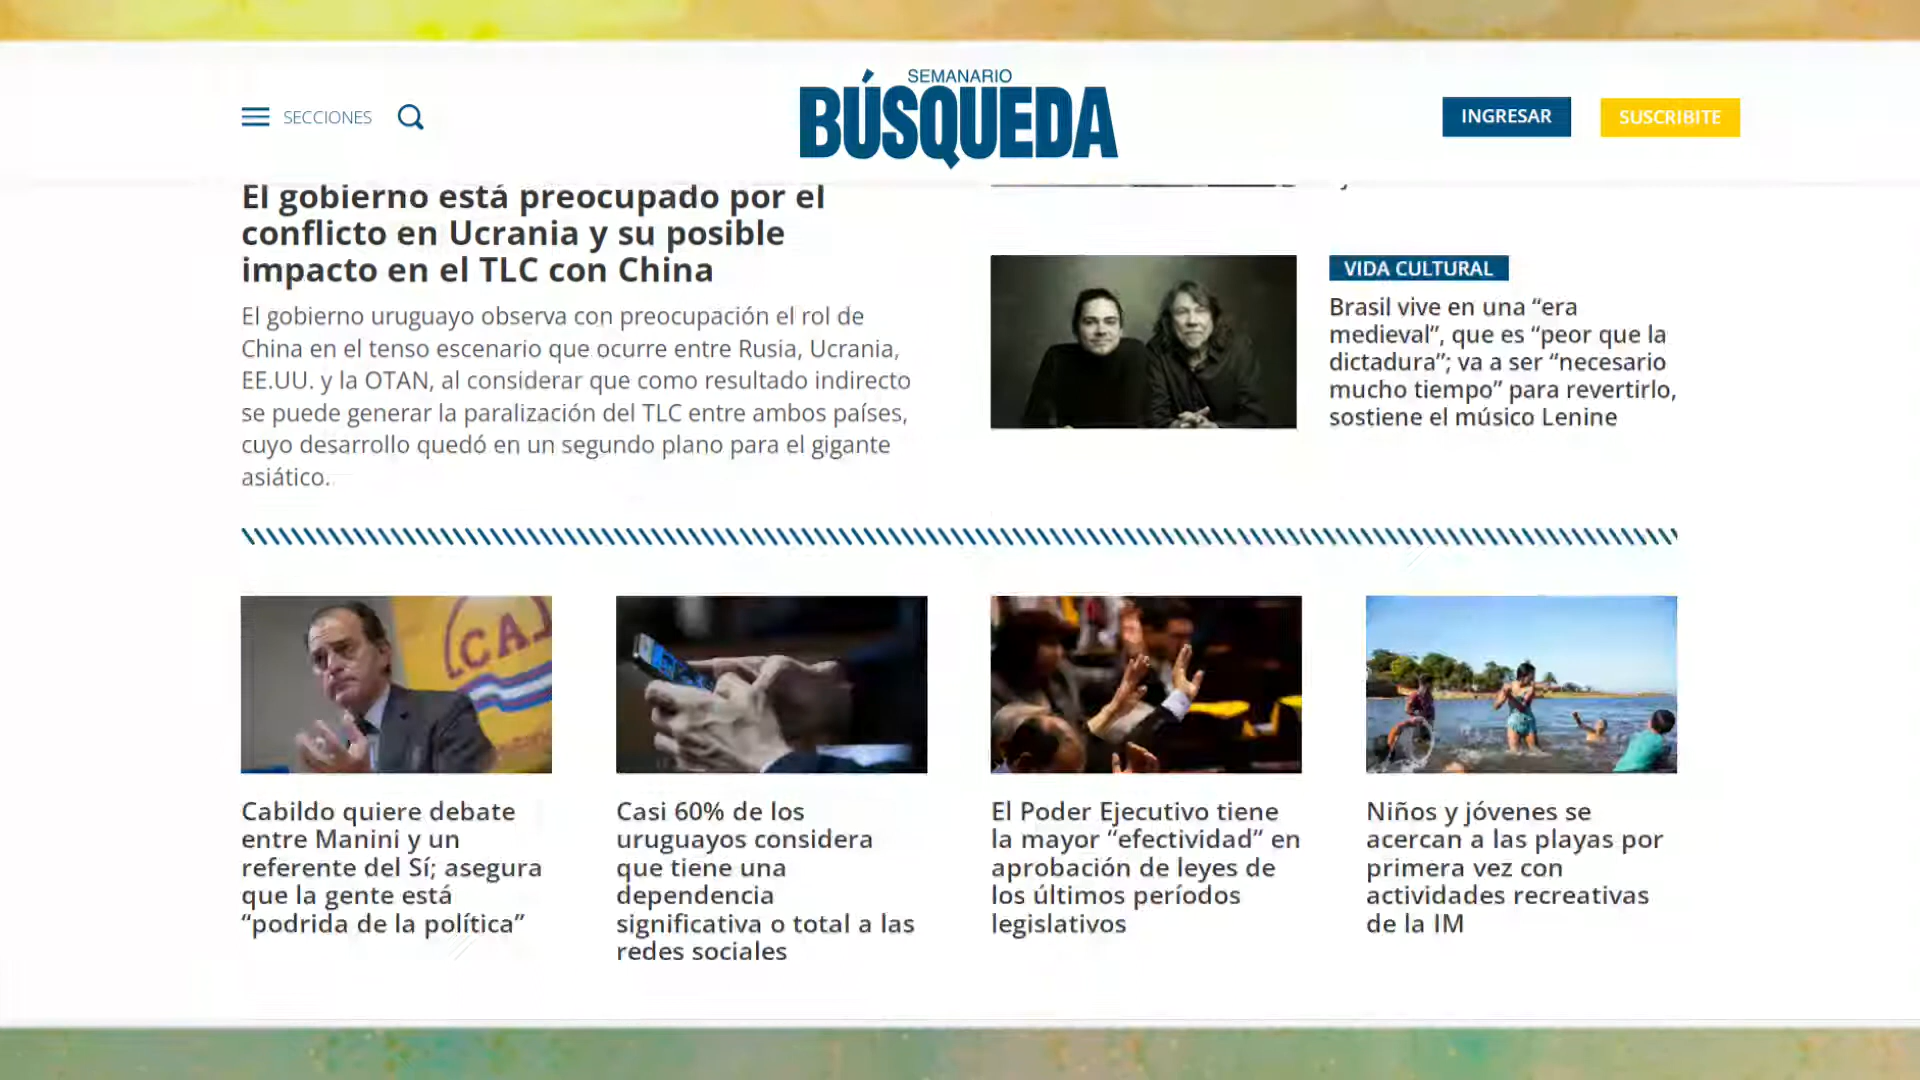 SECCIONES
SEMANARIO
BÚSQUEDA
INGRESAR
SUSCRIBITE
El gobierno está preocupado por el
conflicto en Ucrania y su posible
impacto en el TLC con China
El gobierno uruguayo observa con preocupación el rol de
China en el tenso escenario que ocurre entre Rusia, Ucrania,
EE.UU. y la OTAN, al considerar que como resultado indirecto
se puede generar la paralización del TLC entre ambos países,
cuyo desarrollo quedó en un segundo plano para el gigante
asiático.
VIDA CULTURAL
Brasil vive en una “era
medieval”, que es “peor que la
dictadura”; va a ser “necesario
mucho tiempo” para revertirlo,
sostiene el músico Lenine
CA
Cabildo quiere debate
entre Manini y un
referente del Sí; asegura
que la gente está
“podrida de la política”
Casi 60% de los
uruguayos considera
que tiene una
dependencia
significativa o total a las
redes sociales
El Poder Ejecutivo tiene
la mayor “efectividad” en
aprobación de leyes de
los últimos períodos
legislativos
Niños y jóvenes se
acercan a las playas por
primera vez con
actividades recreativas
de la IM